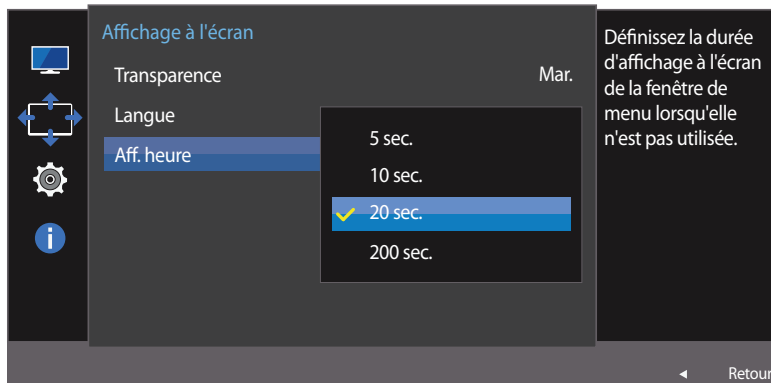 Affichage à l'écran
Transparence Mar.
Langue
Aff. heure
5 sec.
10 sec.
20 sec.
200 sec.
Définissez la durée
d'affichage à l'écran
de la fenêtre de
menu lorsqu'elle
n'est pas utilisée.
Retour